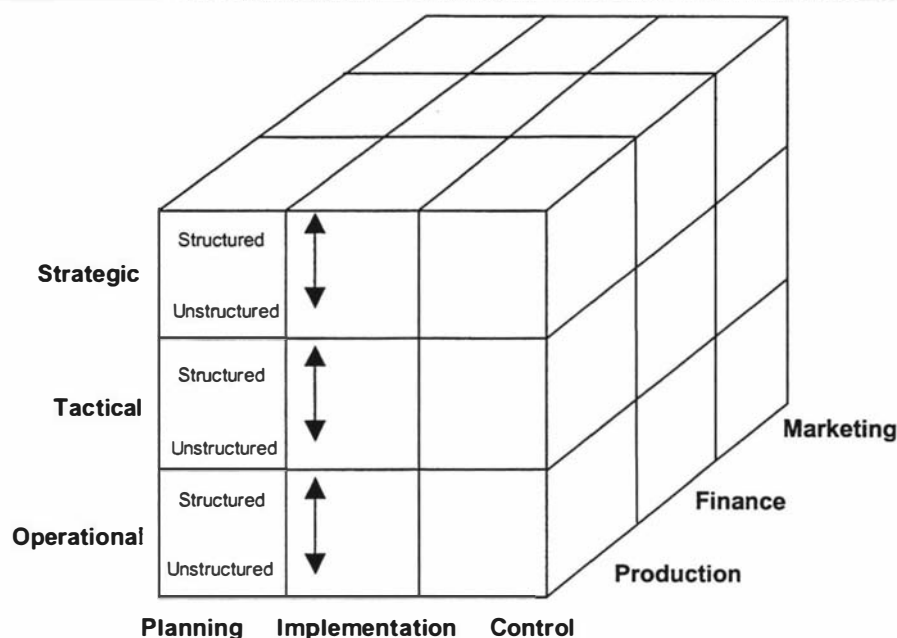 Structured
Strategic
Unstructured
Structured
Tactical
Unstructured
Marketing
Structured
Finance
Operational
Unstructured
Production
Planning Implementation Control